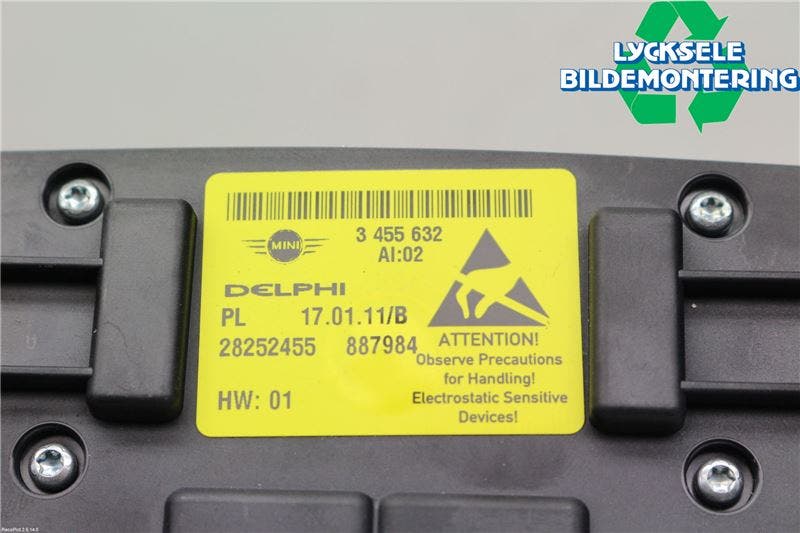 LYCKSELE
BILDEMONTERING
MINI
3 455 632
AI:02
DELPHI
PL 17.01.11/B
28252455 887984
HW: 01
ATTENTION!
Observe Precautions
for Handling!
Electrostatic Sensitive
Devices!